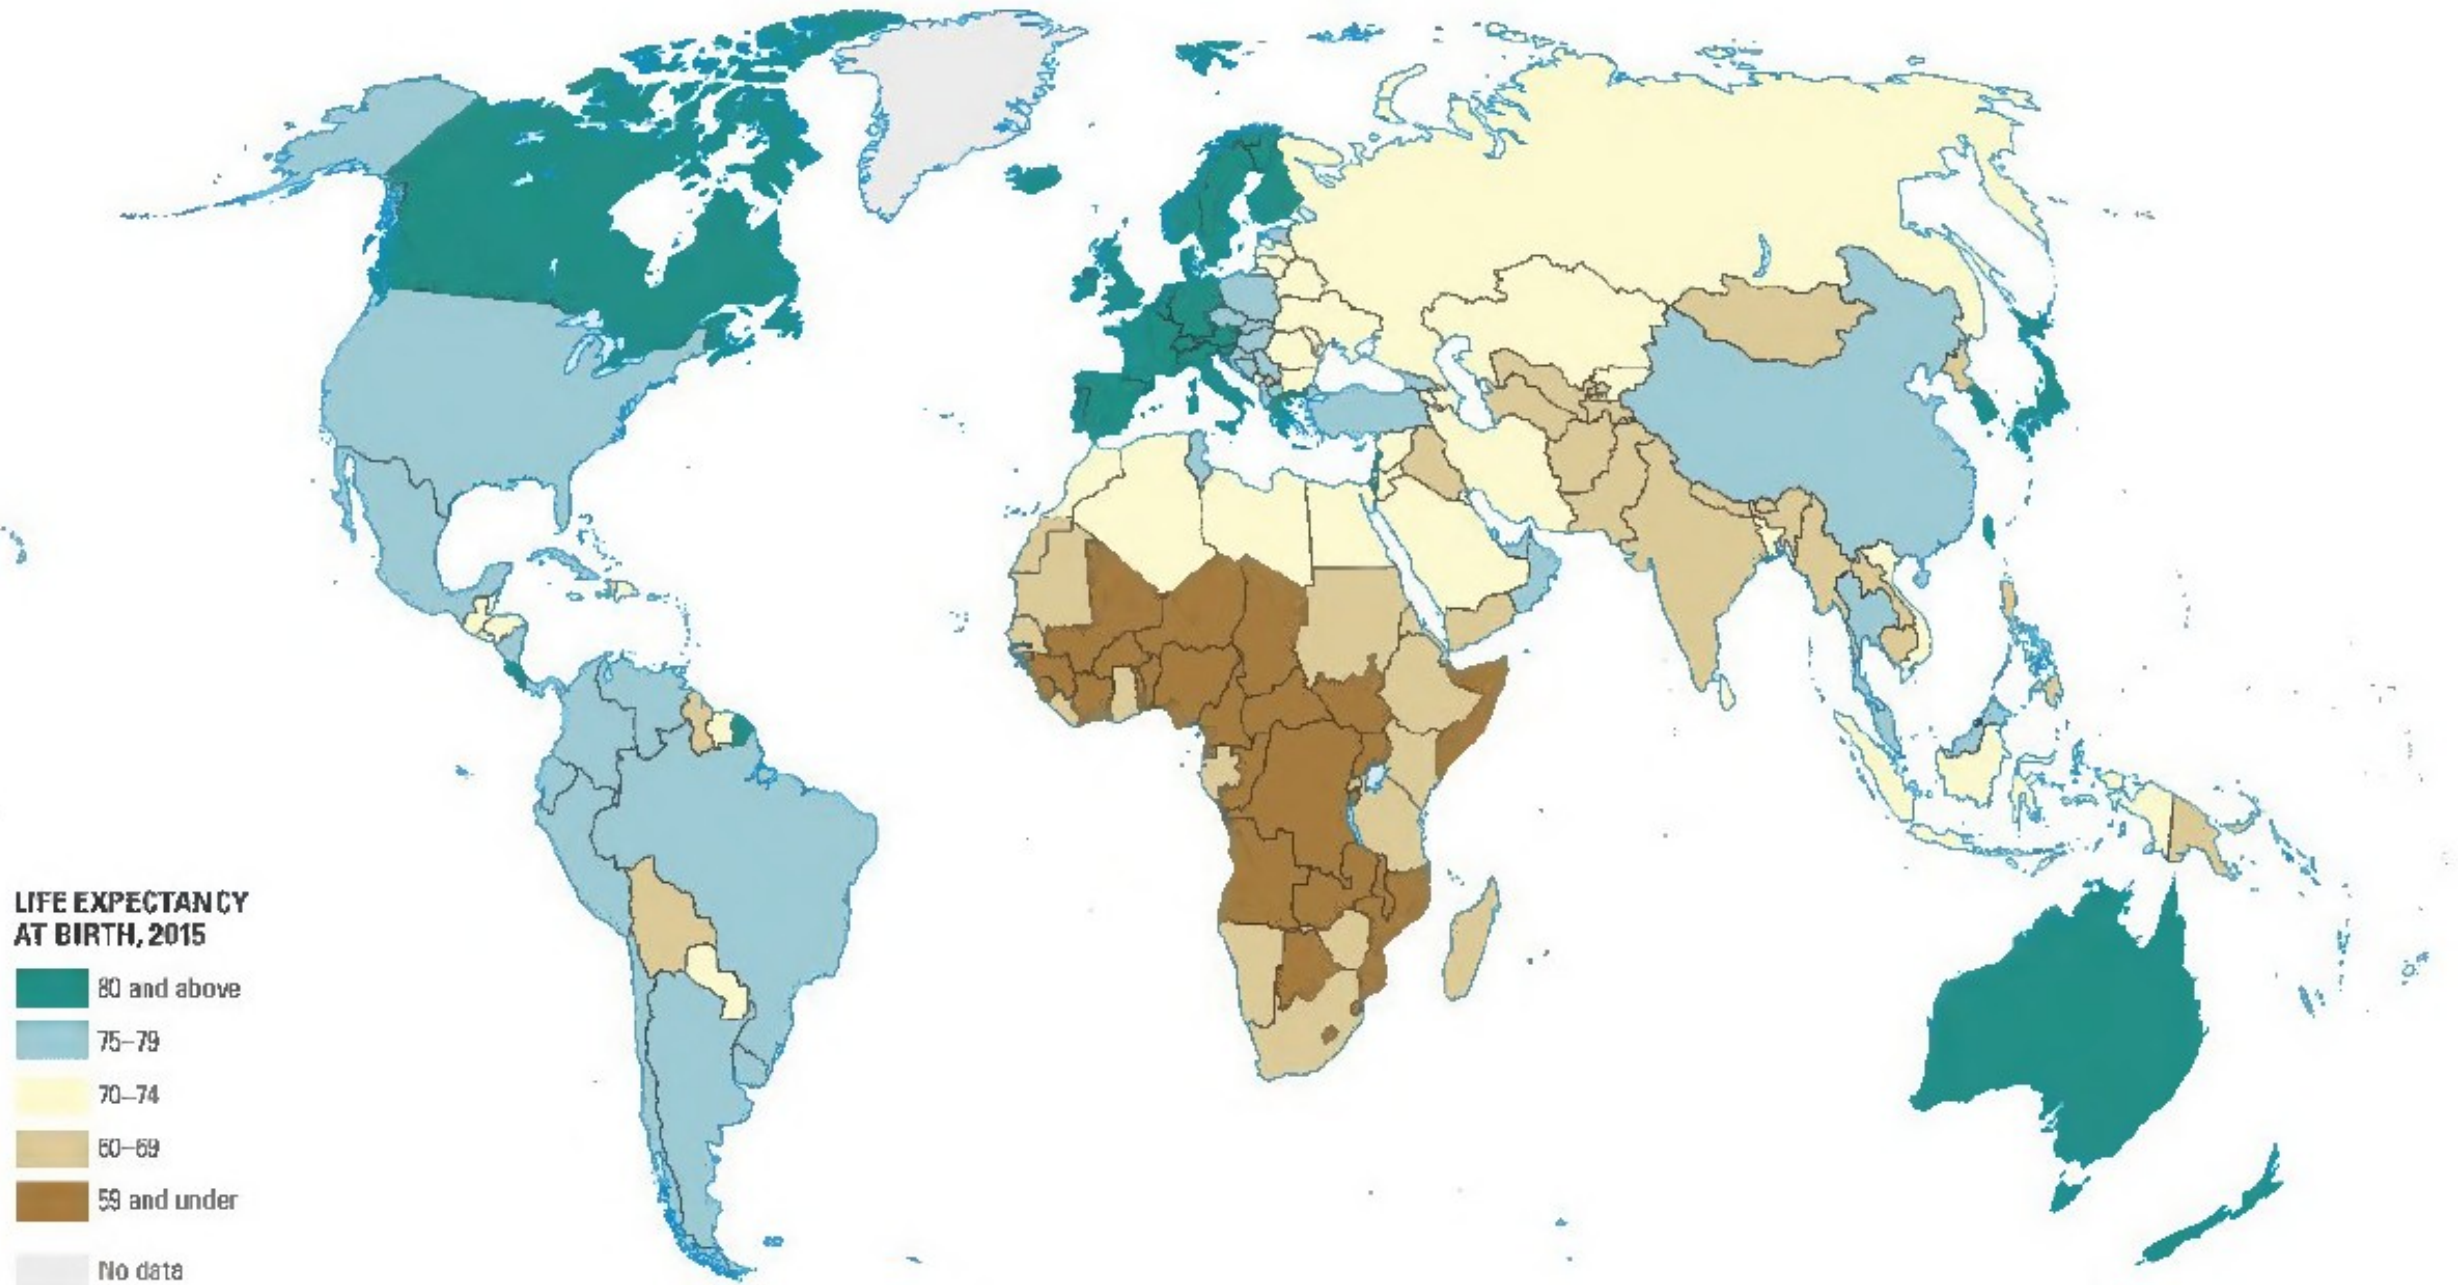 LIFE EXPECTANCY
AT BIRTH, 2015
80 and above
75–79
70–74
60–69
59 and under
No data